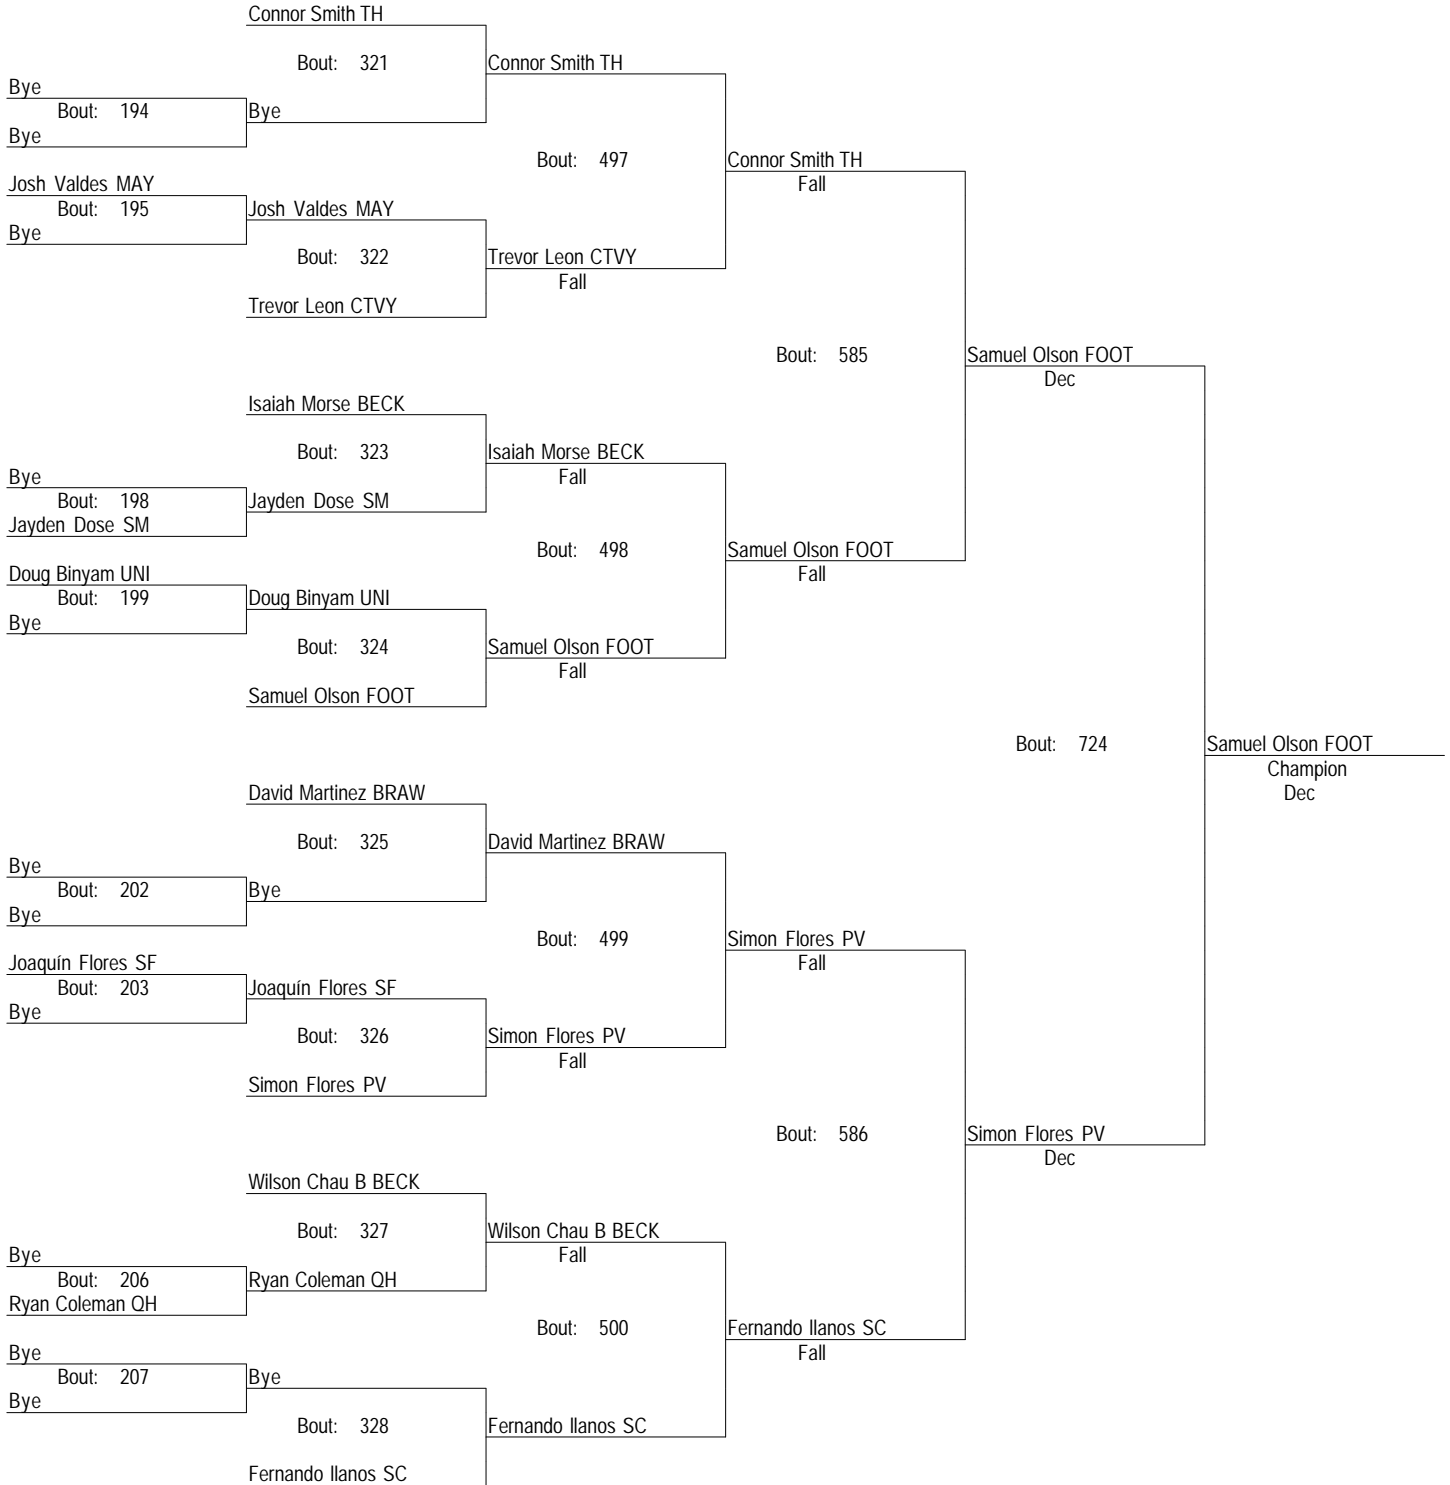 Connor Smith TH
Bout: 321
Connor Smith TH
Bye
Bout: 194
Bye
Bye
Bout: 497
Connor Smith TH
Fall
Josh Valdes MAY
Bout: 195
Josh Valdes MAY
Bye
Bout: 322
Trevor Leon CTVY
Fall
Trevor Leon CTVY
Bout: 585
Samuel Olson FOOT
Dec
Isaiah Morse BECK
Bout: 323
Isaiah Morse BECK
Fall
Bye
Bout: 198
Jayden Dose SM
Jayden Dose SM
Bout: 498
Samuel Olson FOOT
Fall
Doug Binyam UNI
Bout: 199
Doug Binyam UNI
Bye
Bout: 324
Samuel Olson FOOT
Fall
Samuel Olson FOOT
Bout: 724
Samuel Olson FOOT
Champion
Dec
David Martinez BRAW
Bout: 325
David Martinez BRAW
Bye
Bout: 202
Bye
Bye
Bout: 499
Simon Flores PV
Fall
Joaquín Flores SF
Bout: 203
Joaquín Flores SF
Bye
Bout: 326
Simon Flores PV
Fall
Simon Flores PV
Bout: 586
Simon Flores PV
Dec
Wilson Chau B BECK
Bout: 327
Wilson Chau B BECK
Fall
Bye
Bout: 206
Ryan Coleman QH
Ryan Coleman QH
Bout: 500
Fernando llanos SC
Fall
Bye
Bout: 207
Bye
Bye
Bout: 328
Fernando llanos SC
Fernando llanos SC